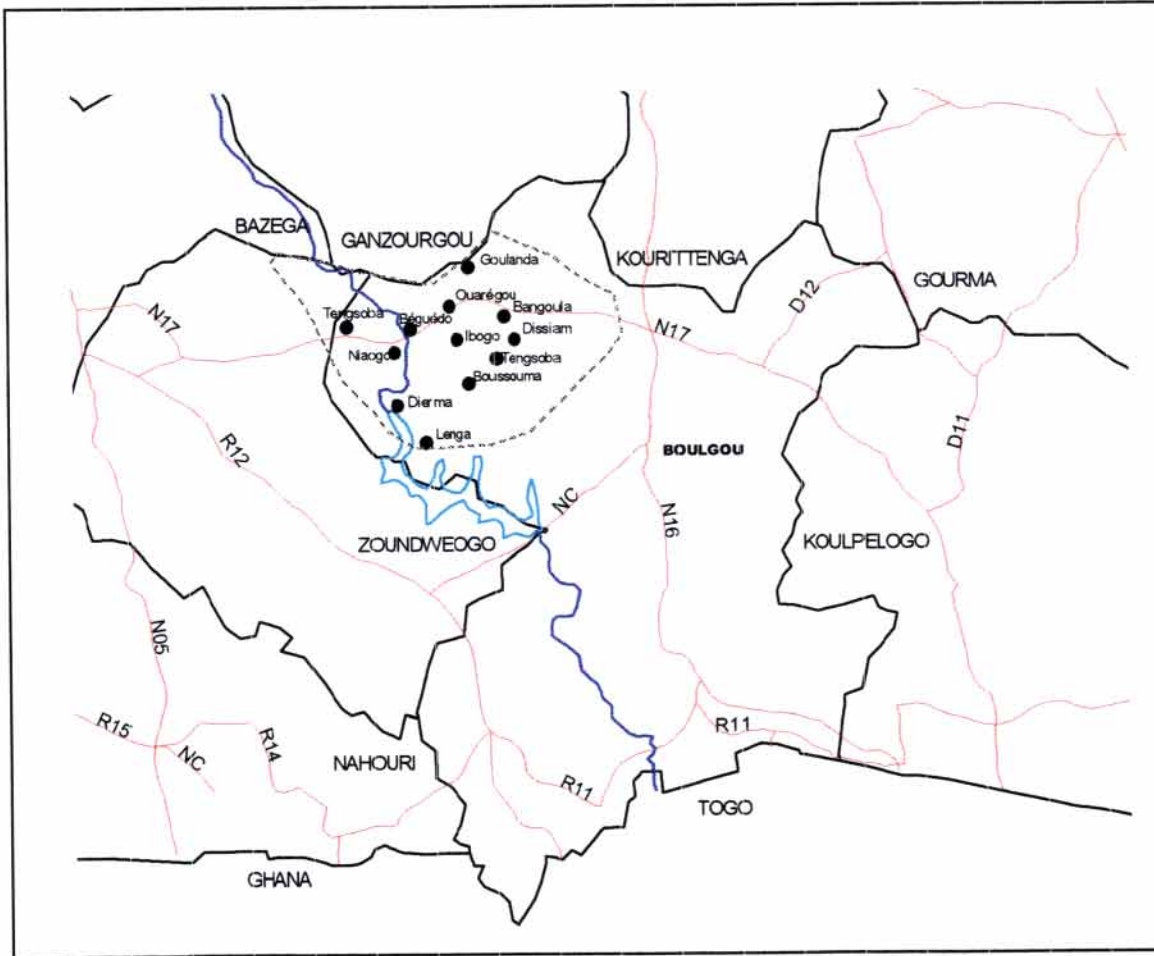 BAZEGA
GANZOURGOU
KOURITTENGA
GOURMA
Goulanda
D12
Ouarégou
Bangoula
N17
Tengsoba
Béguédo
Ibogo
Dissiam
N17
Niaogo
Tengsoba
Boussouma
Dierma
Lenga
BOULGOU
D11
R12
NC
N16
ZOUNDWEOGO
KOULPELOGO
N05
R15
NC
R14
NAHOURI
R11
R11
TOGO
GHANA